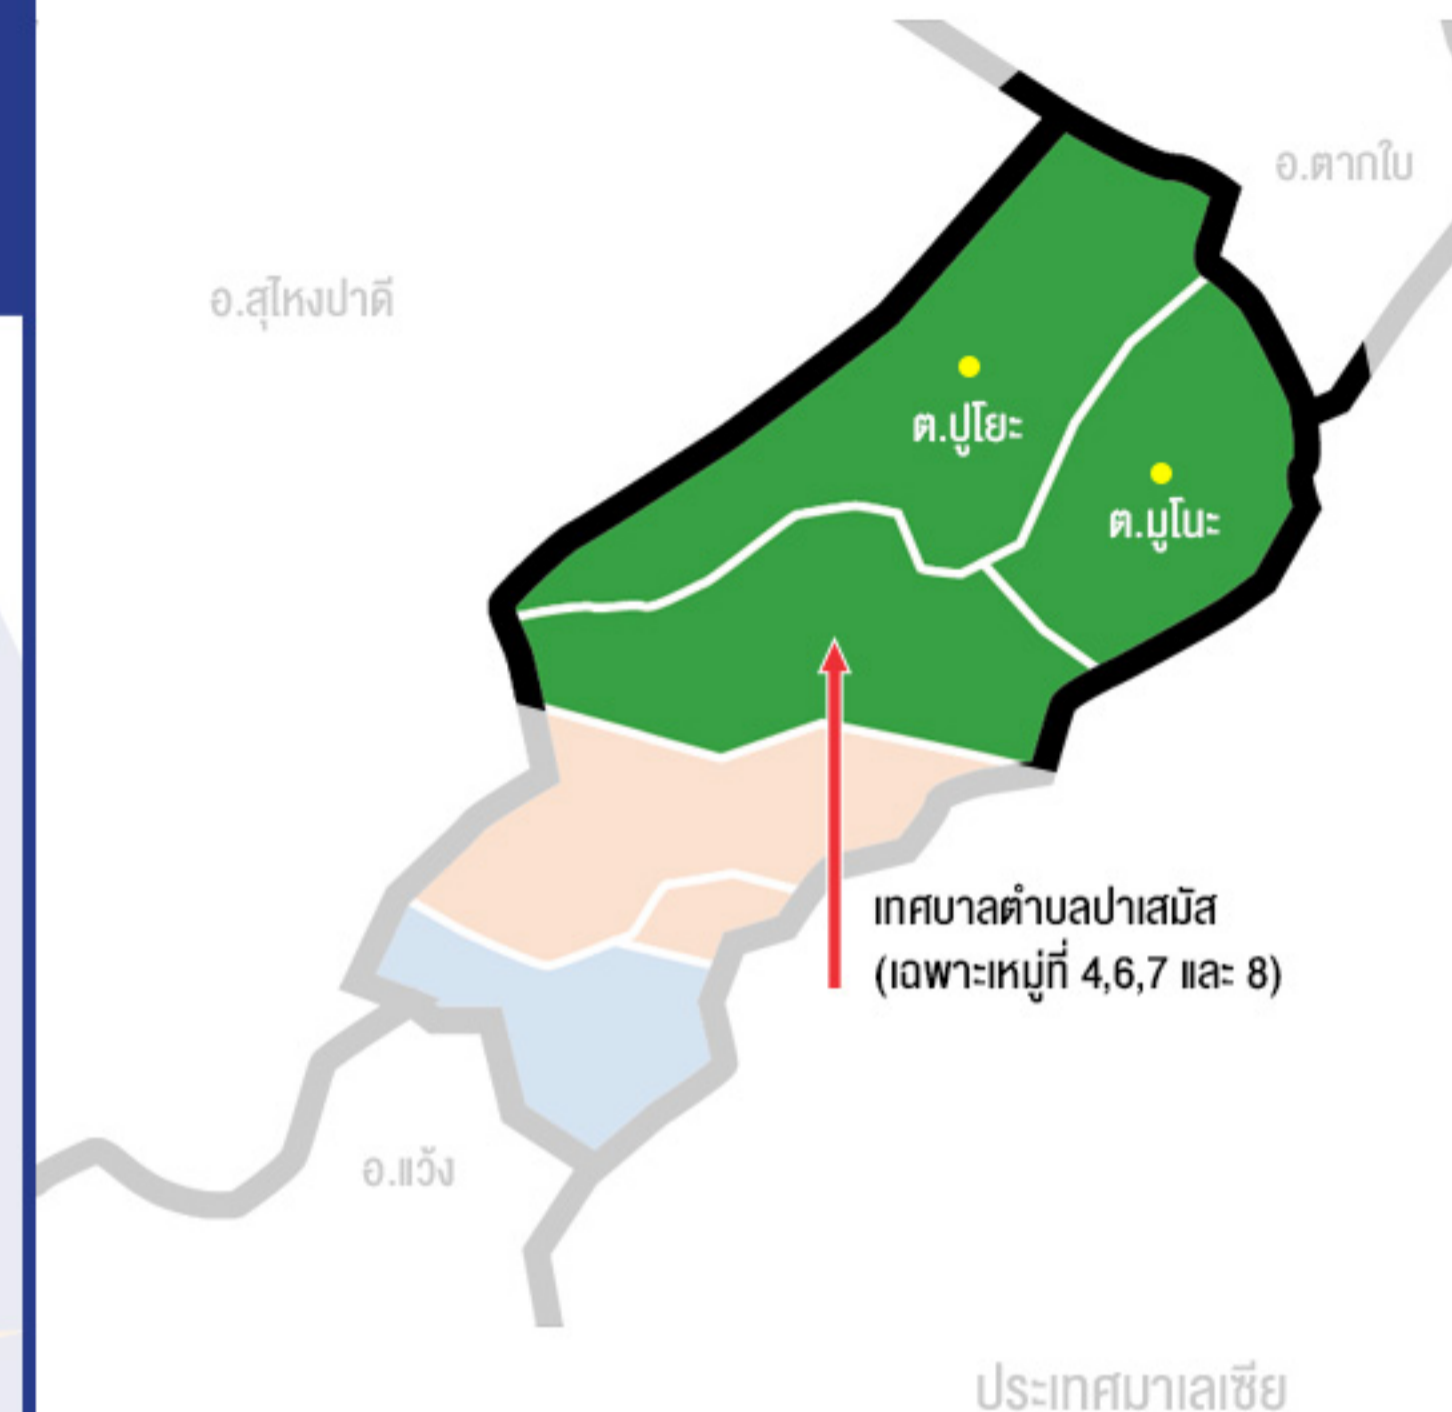 อ.ตากใบ
อ.สุไหงปาดี
ต.ปูโยะ
ต.มูโนะ
เทศบาลตำบลปาเสมัส
(เฉพาะเหมู่ที่ 4,6,7 และ 8)
อ.แว้ง
ประเทศมาเลเซีย